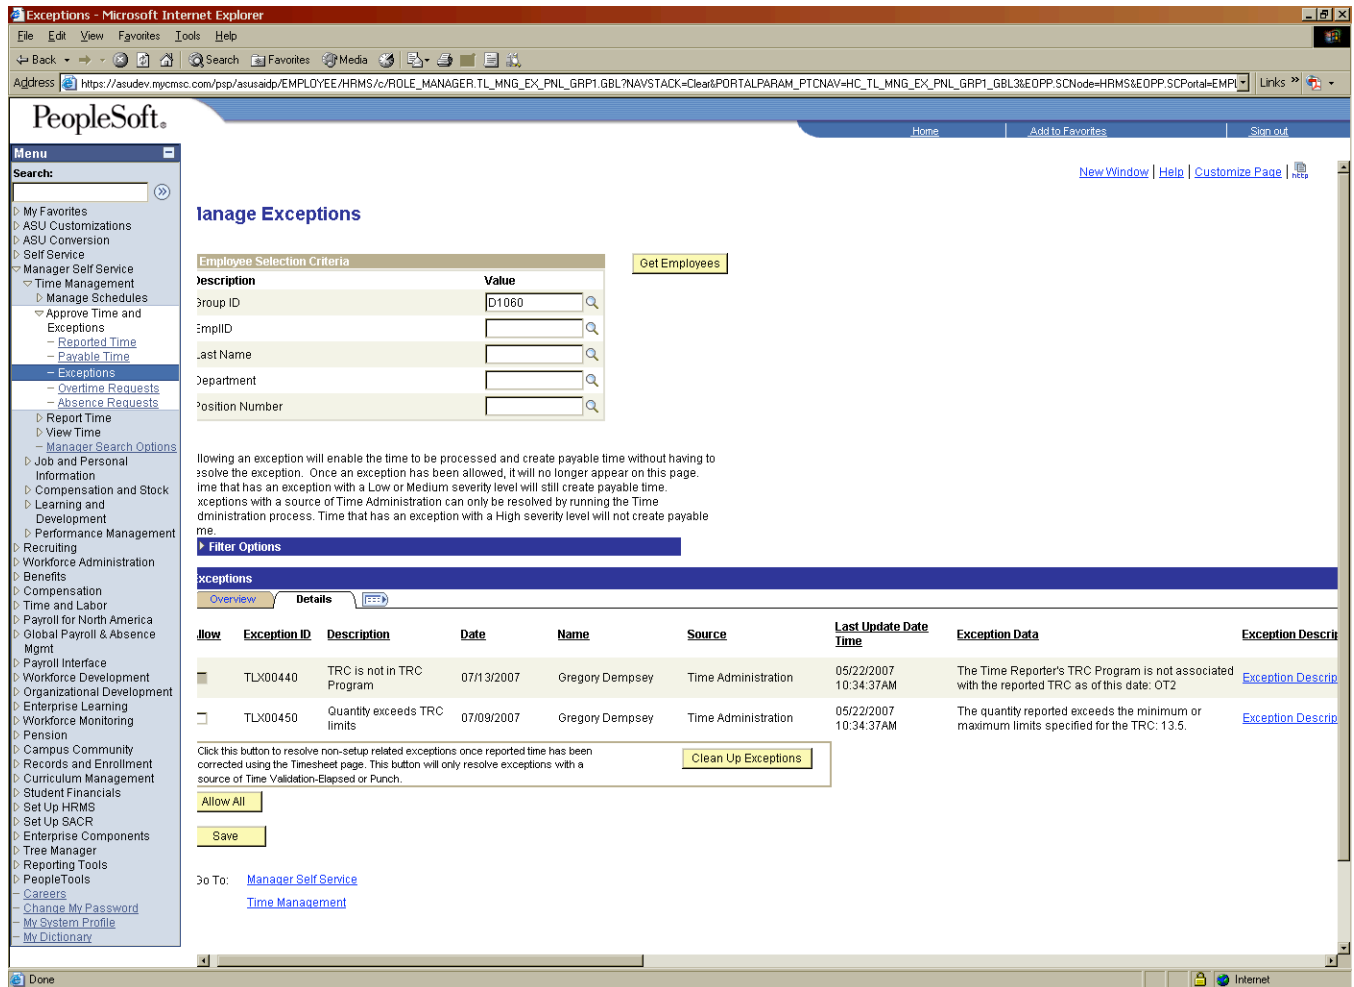 Exceptions - Microsoft Internet Explorer
File Edit View Favorites Tools Help
Back Search Favorites Media
Address https://asudev.mycmsc.com/psp/asusaidp/EMPLOYEE/HRMS/c/ROLE_MANAGER.TL_MNG_EX_PNL_GRP1.GBL?NAVSTACK=Clear&PORTALPARAM_PTCNAV=HC_TL_MNG_EX_PNL_GRP1_GBL3&EOPP.SCNode=HRMS&EOPP.SCPortal=EMPL Links »
PeopleSoft.
Home Add to Favorites Sign out
Menu
Search:
My Favorites
ASU Customizations
ASU Conversion
Self Service
Manager Self Service
Time Management
Manage Schedules
Approve Time and
Exceptions
– Reported Time
– Payable Time
– Exceptions
– Overtime Requests
– Absence Requests
Report Time
View Time
– Manager Search Options
Job and Personal
Information
Compensation and Stock
Learning and
Development
Performance Management
Recruiting
Workforce Administration
Benefits
Compensation
Time and Labor
Payroll for North America
Global Payroll & Absence
Mgmt
Payroll Interface
Workforce Development
Organizational Development
Enterprise Learning
Workforce Monitoring
Pension
Campus Community
Records and Enrollment
Curriculum Management
Student Financials
Set Up HRMS
Set Up SACR
Enterprise Components
Tree Manager
Reporting Tools
PeopleTools
– Careers
– Change My Password
– My System Profile
– My Dictionary
New Window | Help | Customize Page | http
lanage Exceptions
Employee Selection Criteria
Get Employees
Description Value
Group ID D1060
EmplID
Last Name
Department
Position Number
llowing an exception will enable the time to be processed and create payable time without having to
esolve the exception. Once an exception has been allowed, it will no longer appear on this page.
ime that has an exception with a Low or Medium severity level will still create payable time.
xceptions with a source of Time Administration can only be resolved by running the Time
dministration process. Time that has an exception with a High severity level will not create payable
me.
Filter Options
xceptions
Overview Details
llow Exception ID Description Date Name Source Last Update Date Time Exception Data Exception Descrip
TLX00440 TRC is not in TRC Program 07/13/2007 Gregory Dempsey Time Administration 05/22/2007 10:34:37AM The Time Reporter's TRC Program is not associated with the reported TRC as of this date: OT2 Exception Descrip
TLX00450 Quantity exceeds TRC limits 07/09/2007 Gregory Dempsey Time Administration 05/22/2007 10:34:37AM The quantity reported exceeds the minimum or maximum limits specified for the TRC: 13.5. Exception Descrip
Click this button to resolve non-setup related exceptions once reported time has been
corrected using the Timesheet page. This button will only resolve exceptions with a
source of Time Validation-Elapsed or Punch.
Clean Up Exceptions
Allow All
Save
Go To: Manager Self Service
Time Management
Done Internet